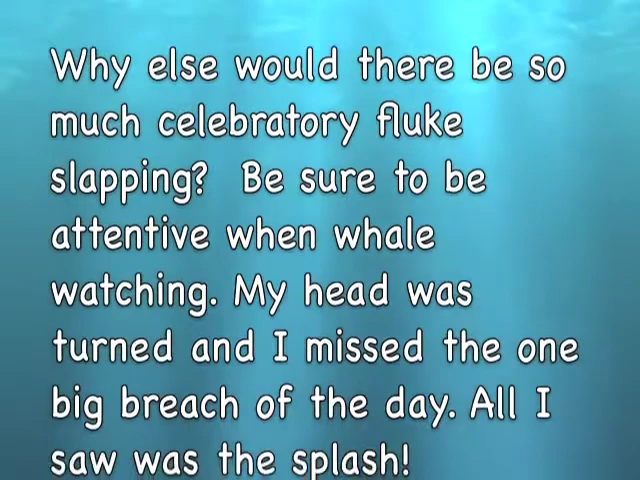 Why else would there be so
much celebratory fluke
slapping?  Be sure to be
attentive when whale
watching. My head was
turned and I missed the one
big breach of the day. All I
saw was the splash!